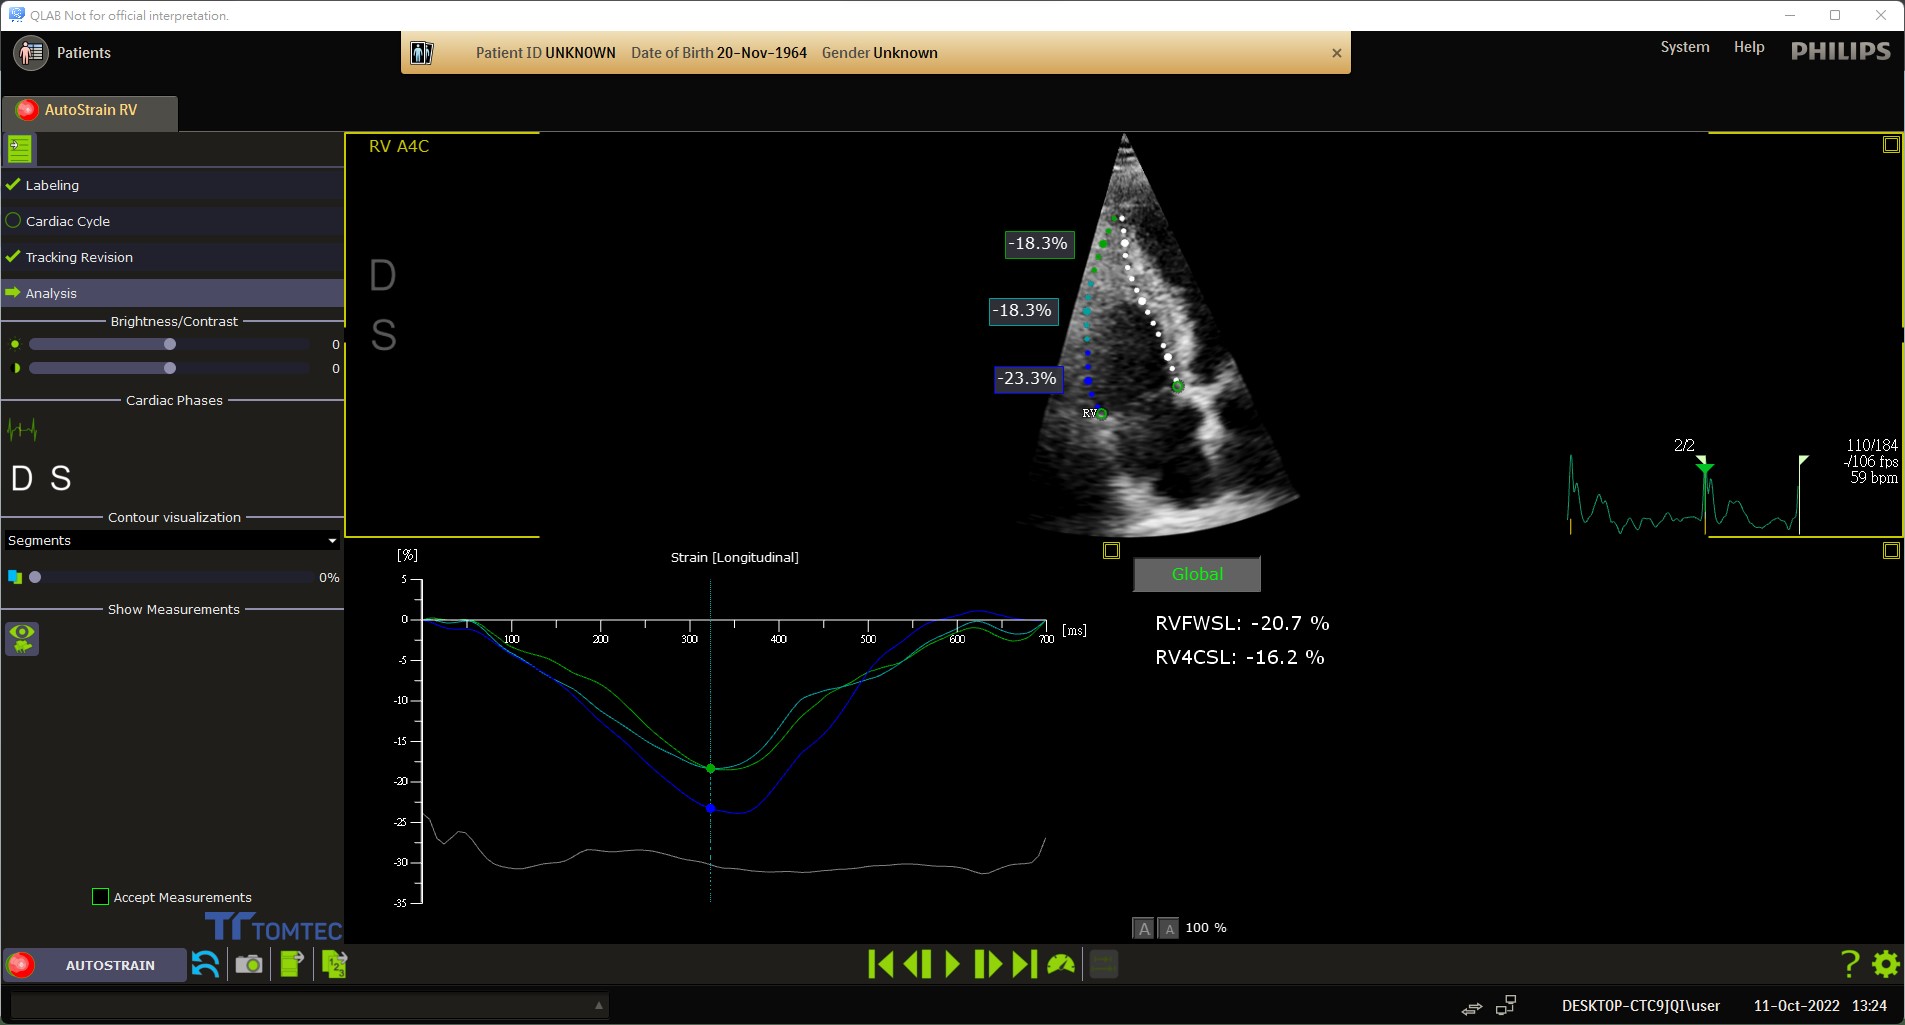 QLAB Not for official interpretation.
Patients
Patient ID UNKNOWN Date of Birth 20-Nov-1964 Gender Unknown
System Help PHILIPS
AutoStrain RV
RV A4C
Labeling
Cardiac Cycle
Tracking Revision
Analysis
Brightness/Contrast
0
0
Cardiac Phases
D S
Contour visualization
Segments
0%
Show Measurements
Accept Measurements
TOMTEC
D
S
-18.3%
-18.3%
-23.3%
RV
2/2
110/184
-/106 fps
59 bpm
[%]
Strain [Longitudinal]
5
0
-5
-10
-15
-20
-25
-30
-35
100 200 300 400 500 600 700 [ms]
Global
RVFWSL: -20.7 %
RV4CSL: -16.2 %
A A 100 %
AUTOSTRAIN
123
?
DESKTOP-CTC9JQI\user 11-Oct-2022 13:24